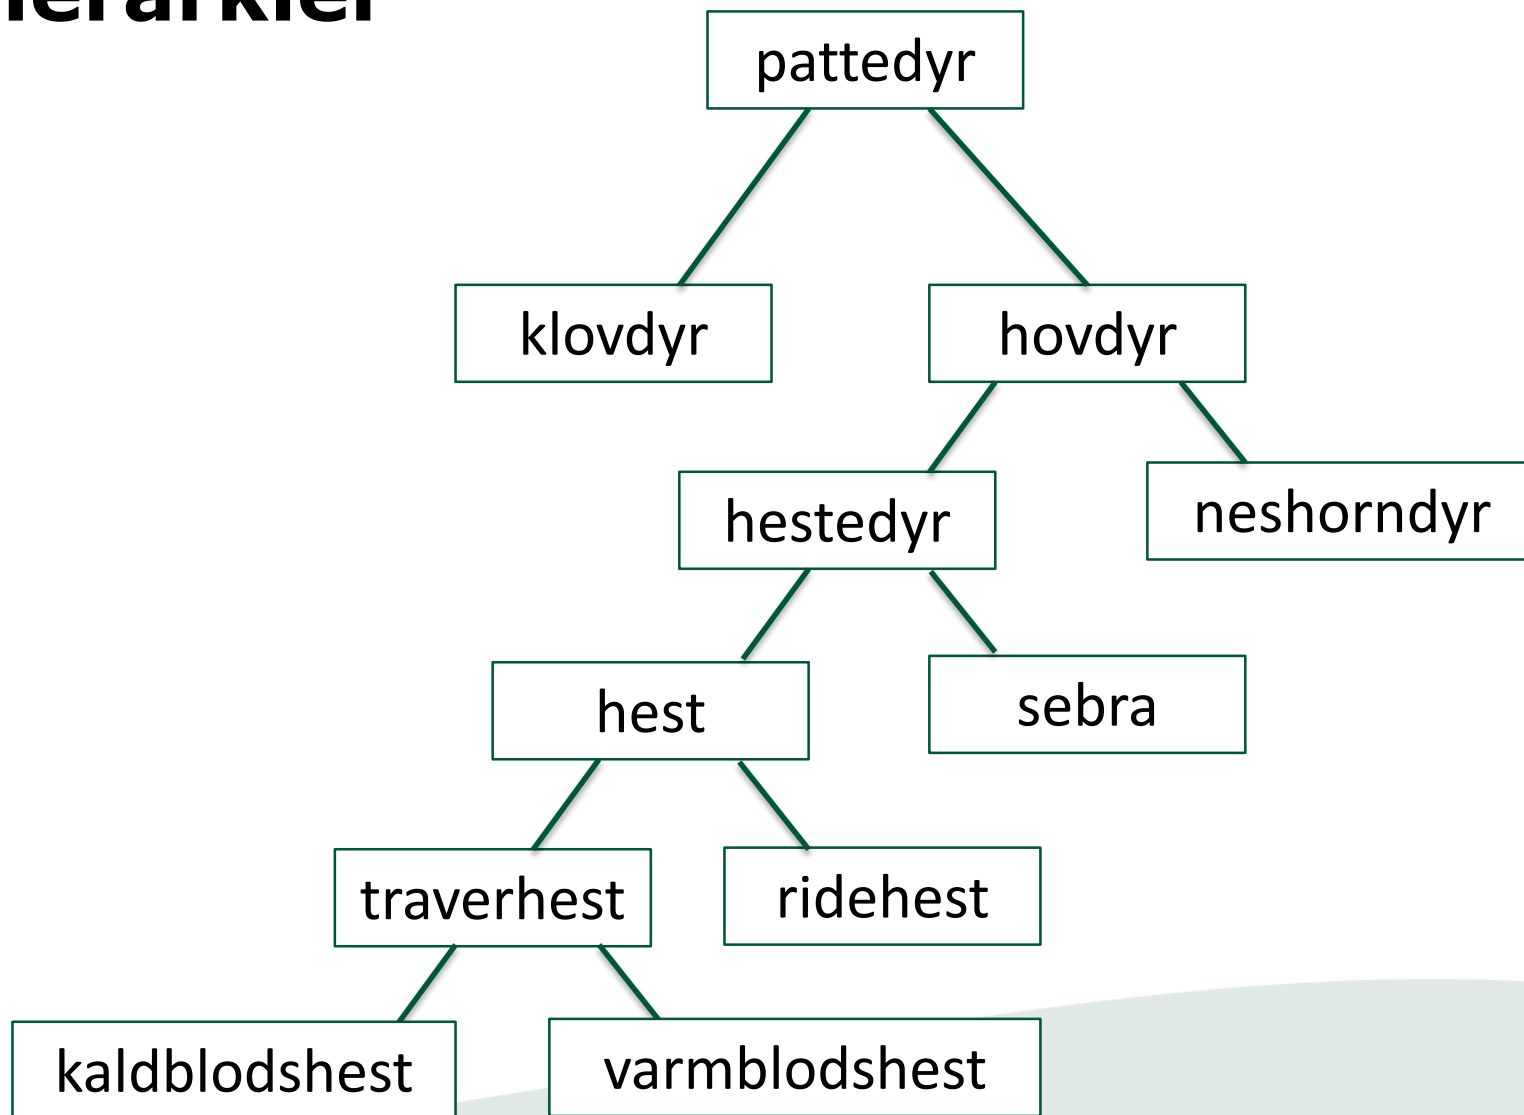 pattedyr
klovdyr
hovdyr
hestedyr
neshorndyr
hest
sebra
traverhest
ridehest
kaldblodshest
varmblodshest